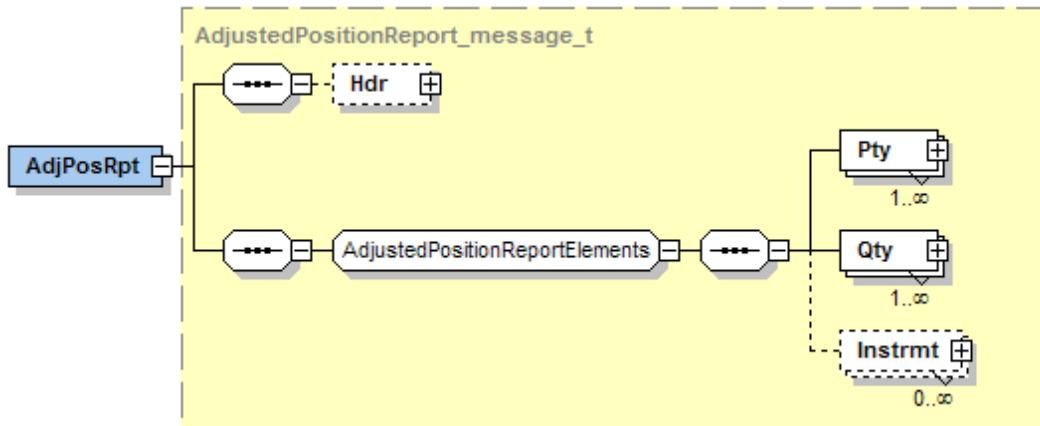 AdjustedPositionReport_message_t
Hdr
AdjPosRpt
Pty
1..∞
AdjustedPositionReportElements
Qty
1..∞
Instrmt
0..∞